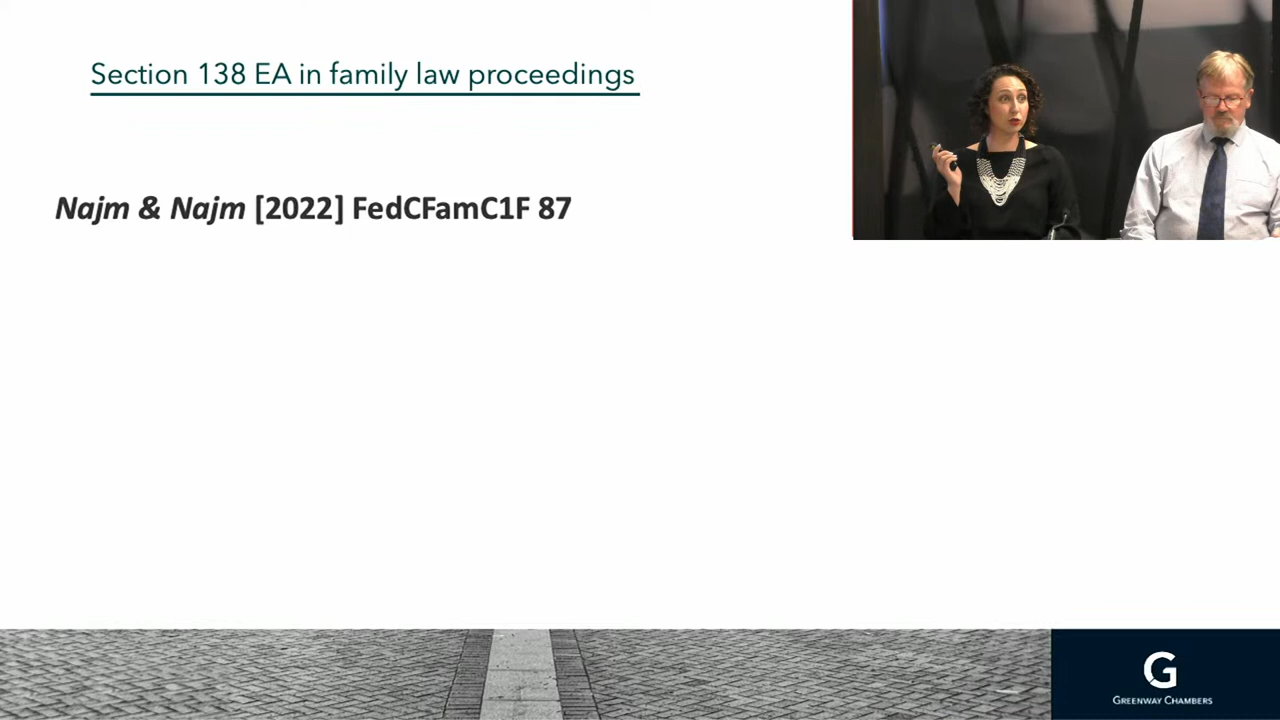 Section 138 EA in family law proceedings
Najm & Najm [2022] FedCFamC1F 87
G
GREENWAY CHAMBERS